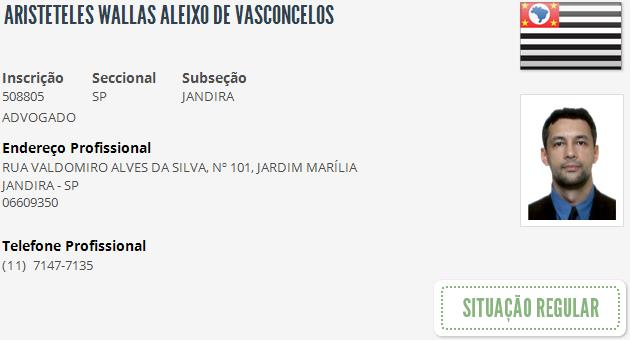 ARISTETELES WALLAS ALEIXO DE VASCONCELOS
Inscrição Seccional Subseção
508805 SP JANDIRA
ADVOGADO
Endereço Profissional
RUA VALDOMIRO ALVES DA SILVA, Nº 101, JARDIM MARÍLIA
JANDIRA - SP
06609350
Telefone Profissional
(11) 7147-7135
SITUAÇÃO REGULAR